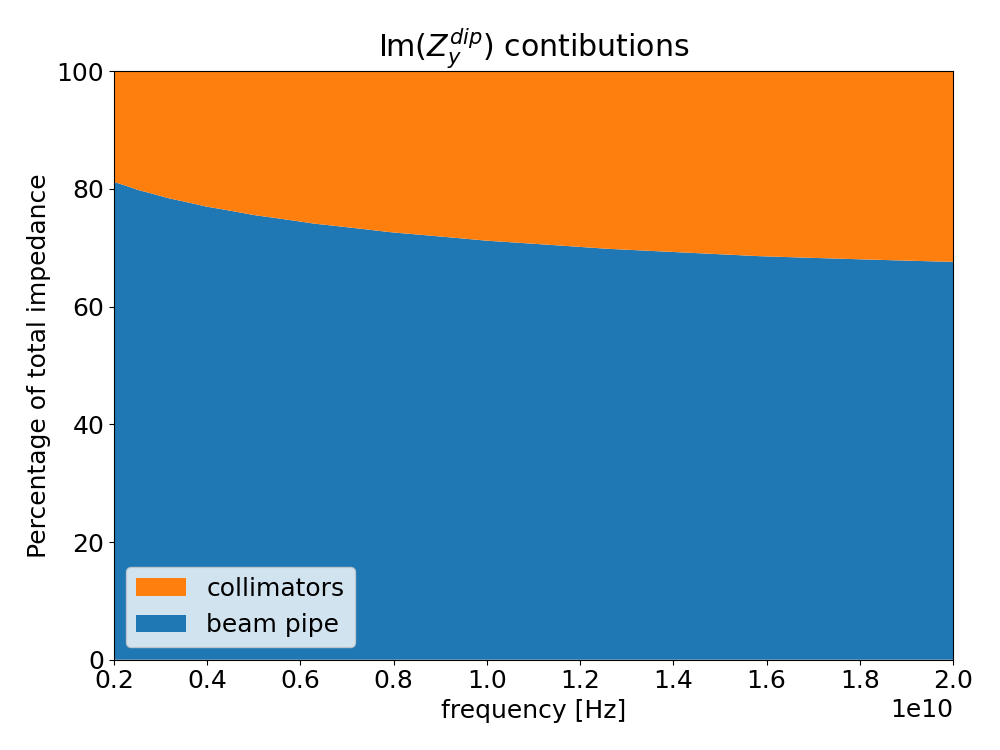 Im(Z_y^{dip}) contibutions
Percentage of total impedance
100
80
60
40
20
0
collimators
beam pipe
0.2 0.4 0.6 0.8 1.0 1.2 1.4 1.6 1.8 2.0
frequency [Hz]
1e10